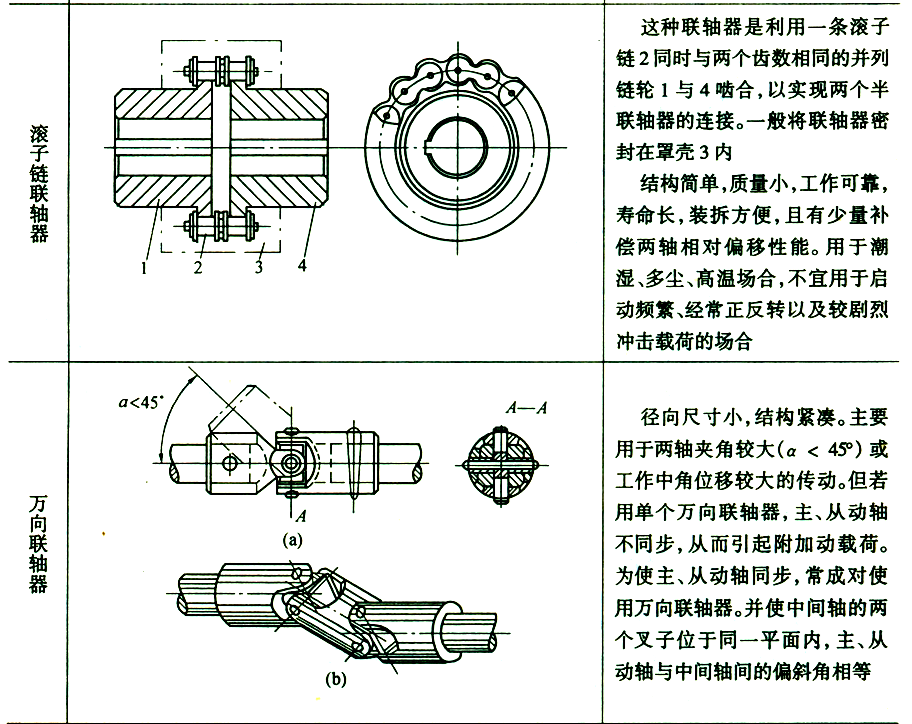 滚子链联轴器
1
2
3
4
这种联轴器是利用一条滚子
链2同时与两个齿数相同的并列
链轮1与4啮合,以实现两个半
联轴器的连接。一般将联轴器密
封在罩壳3内
结构简单,质量小,工作可靠,
寿命长,装拆方便,且有少量补
偿两轴相对偏移性能。用于潮
湿、多尘、高温场合,不宜用于启
动频繁、经常正反转以及较剧烈
冲击载荷的场合
万向联轴器
α<45°
A—A
A
(a)
(b)
径向尺寸小,结构紧凑。主要
用于两轴夹角较大(α < 45°)或
工作中角位移较大的传动。但若
用单个万向联轴器,主、从动轴
不同步,从而引起附加动载荷。
为使主、从动轴同步,常成对使
用万向联轴器。并使中间轴的两
个叉子位于同一平面内,主、从
动轴与中间轴间的偏斜角相等